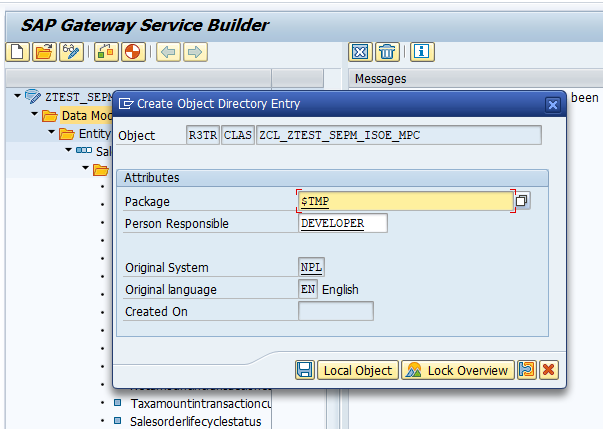 SAP Gateway Service Builder
Messages
ZTEST_SEPM
been
Create Object Directory Entry
Data Mod
Entity
Sal
Object R3TR CLAS ZCL_ZTEST_SEPM_ISOE_MPC
Attributes
Package $TMP
Person Responsible DEVELOPER
Original System NPL
Original language EN English
Created On
Local Object Lock Overview
Taxamountintransactioncu
Salesorderlifecyclestatus